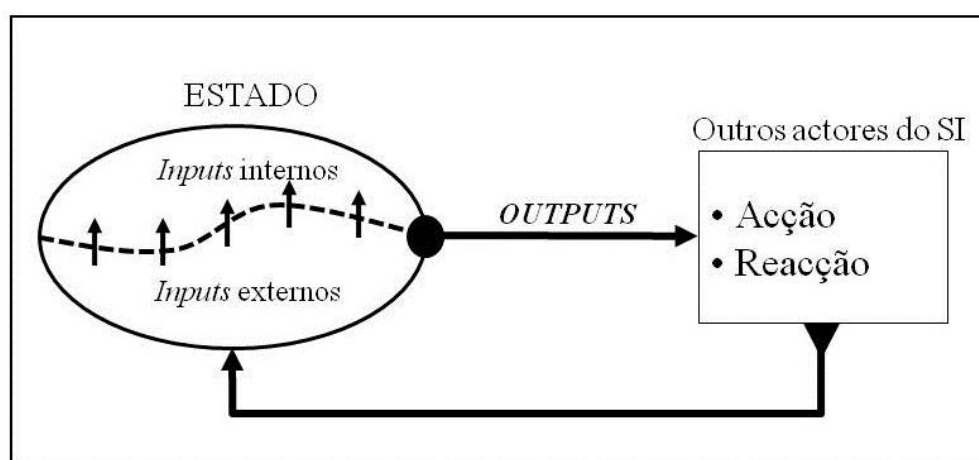 ESTADO
Inputs internos
Inputs externos
OUTPUTS
Outros actores do SI
• Acção
• Reacção